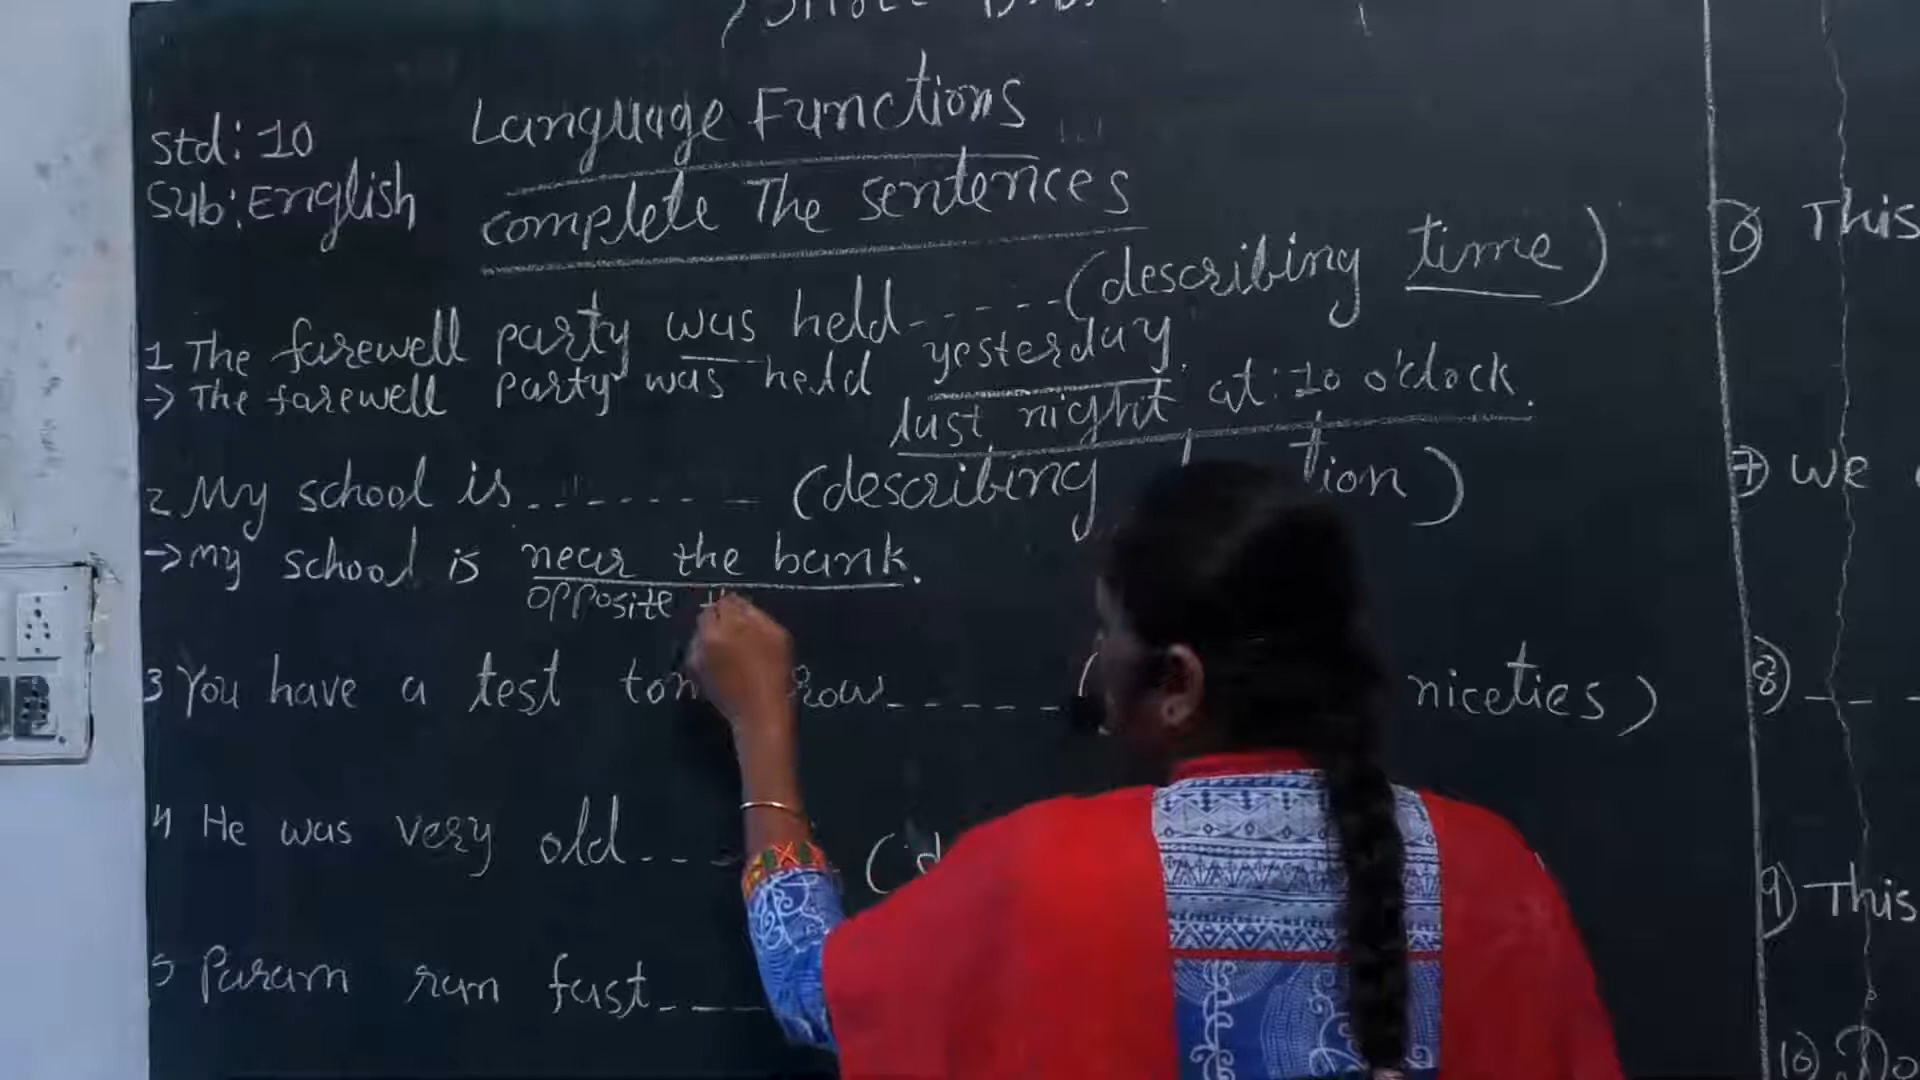 Std: 10
Sub: English
Language Functions
complete The sentences
1 The farewell party was held - - - - - (describing time)
→ The farewell party was held yesterday.
last night at: 10 o'clock.
2 My school is - - - - - - - (describing tion)
→ my school is near the bank.
opposite
3 You have a test - - - - - ( niceties)
4 He was very old - - - (d
5 Param ran fast - - -
This
7) We
8) - - -
9) This
10) Do